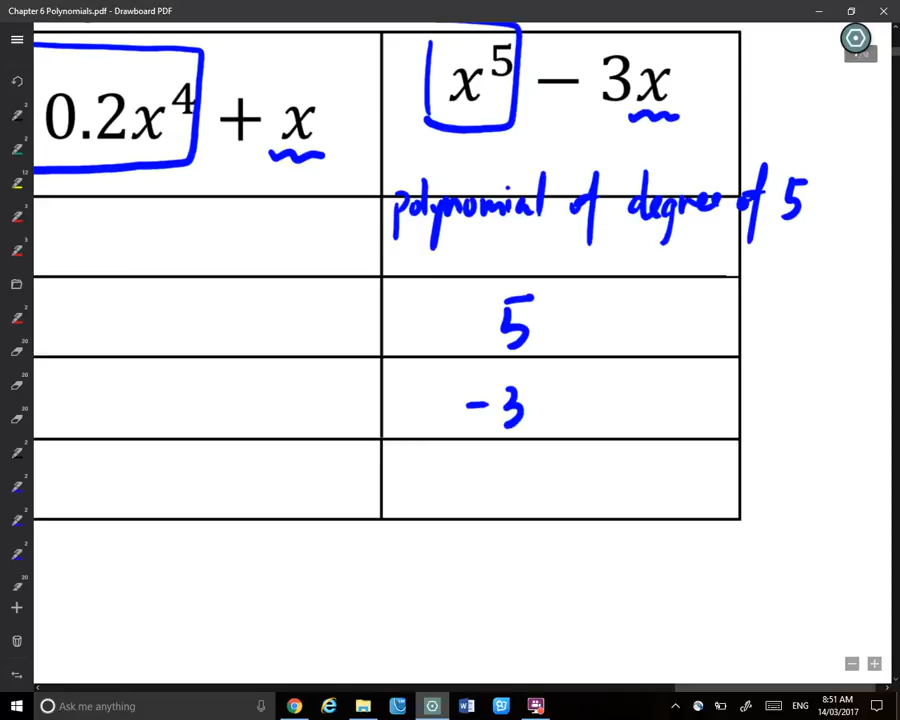 Chapter 6 Polynomials.pdf - Drawboard PDF
0.2x⁴ + x
x⁵ − 3x
polynomial of degree of 5
5
-3
Ask me anything
ENG
8:51 AM
14/03/2017